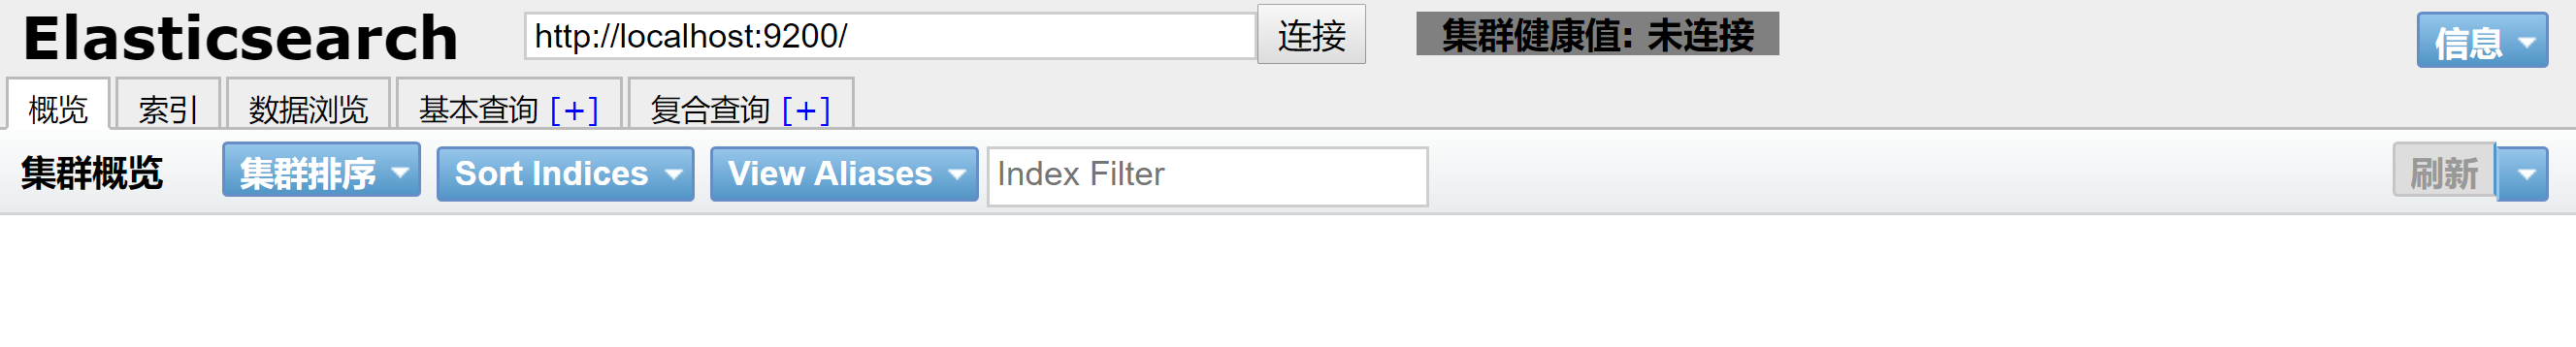 Elasticsearch http://localhost:9200/ 连接 集群健康值: 未连接 信息
概览 索引 数据浏览 基本查询 [+] 复合查询 [+]
集群概览 集群排序 Sort Indices View Aliases Index Filter 刷新